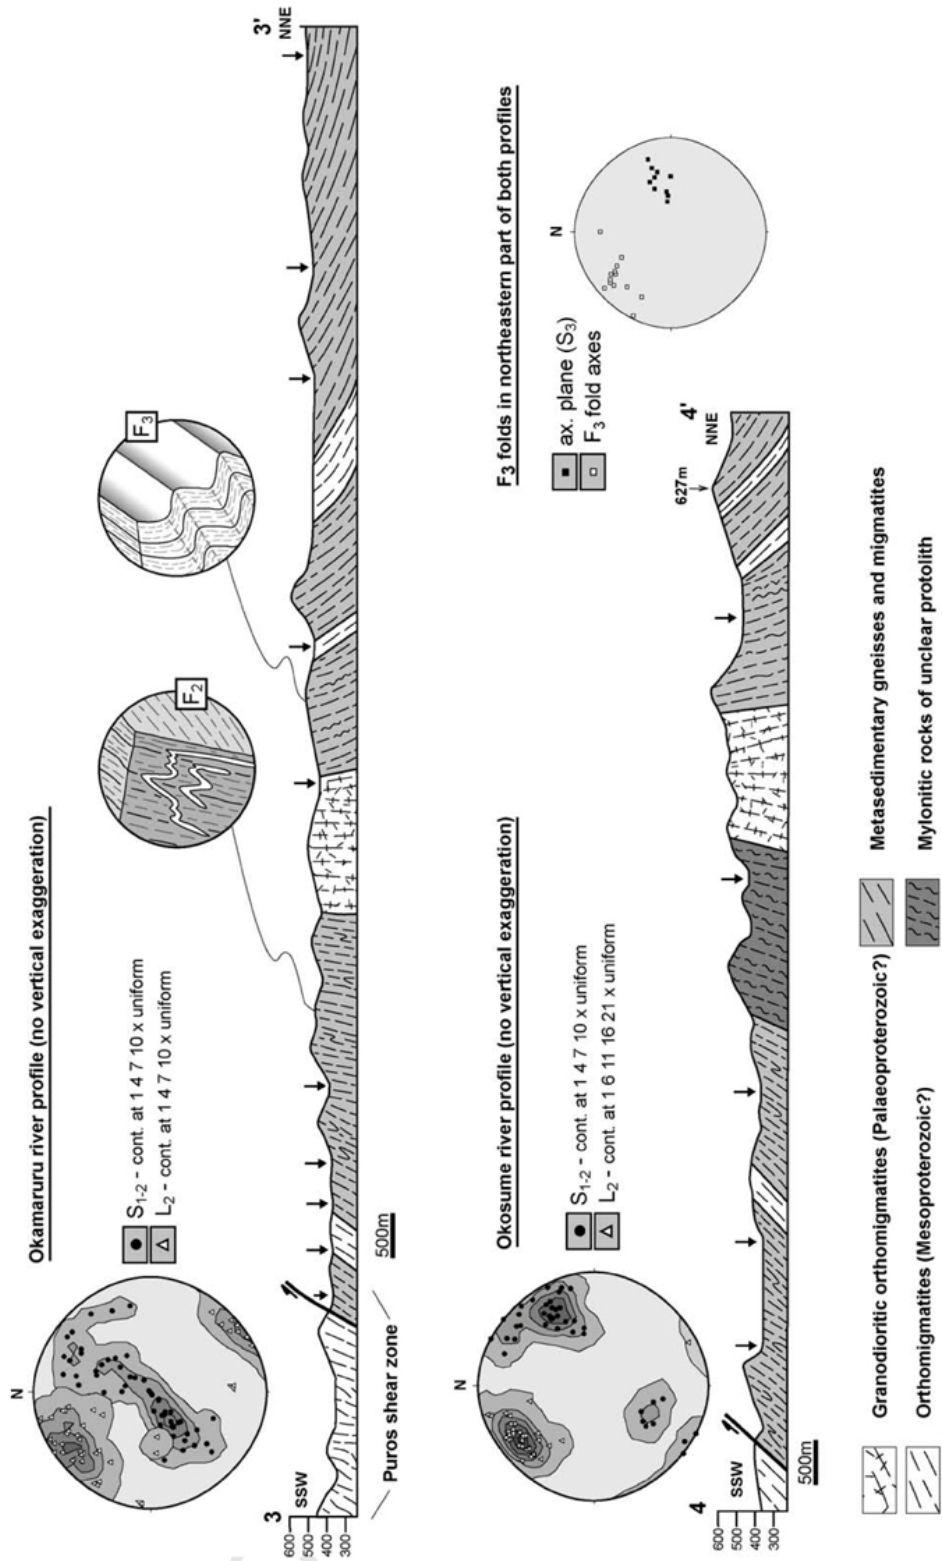 Okamaruru river profile (no vertical exaggeration)
N
S1-2 - cont. at 1 4 7 10 x uniform
L2 - cont. at 1 4 7 10 x uniform
F2
F3
3
SSW
3'
NNE
600
500
400
300
Puros shear zone
500m
Okosume river profile (no vertical exaggeration)
N
S1-2 - cont. at 1 4 7 10 x uniform
L2 - cont. at 1 6 11 16 21 x uniform
F3 folds in northeastern part of both profiles
ax. plane (S3)
F3 fold axes
N
4
SSW
627m
4'
NNE
600
500
400
300
500m
Granodioritic orthomigmatites (Palaeoproterozoic?)
Metasedimentary gneisses and migmatites
Orthomigmatites (Mesoproterozoic?)
Mylonitic rocks of unclear protolith